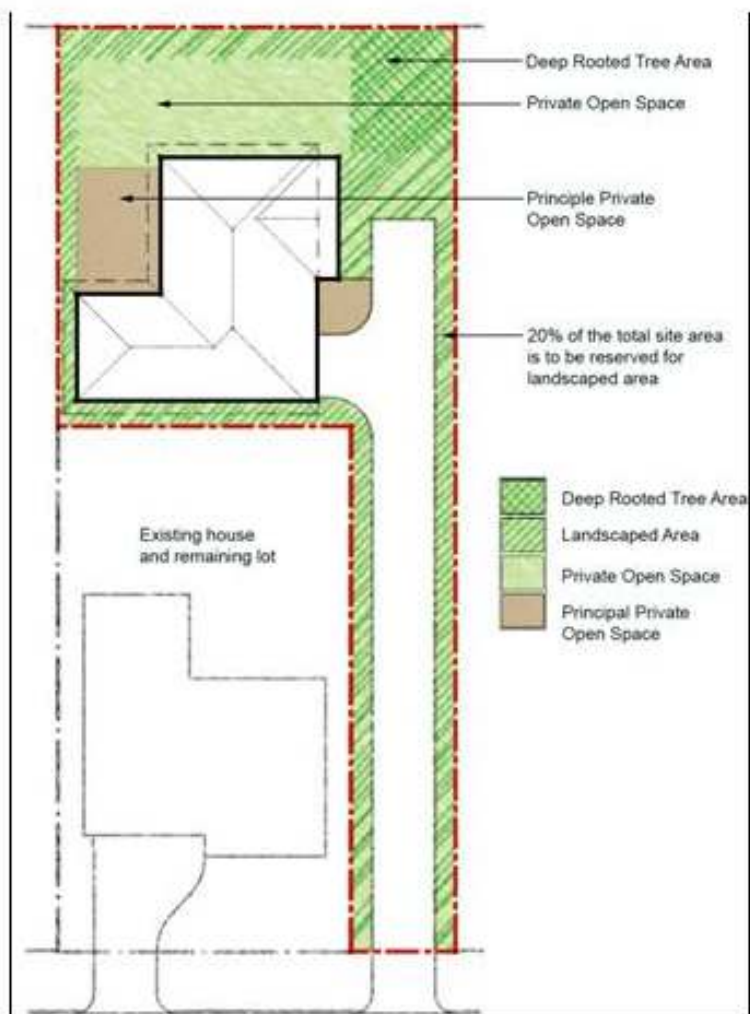 Deep Rooted Tree Area
Private Open Space
Principle Private
Open Space
20% of the total site area
is to be reserved for
landscaped area
Existing house
and remaining lot
Deep Rooted Tree Area
Landscaped Area
Private Open Space
Principal Private
Open Space